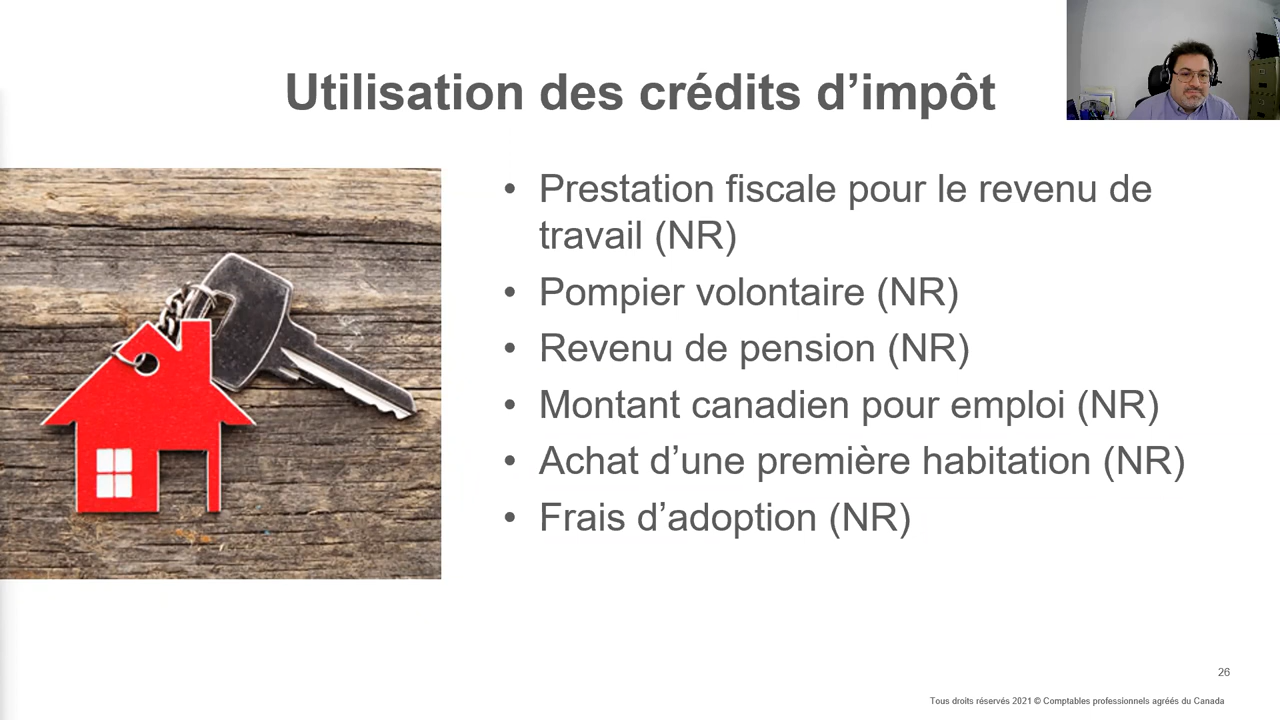 Utilisation des crédits d’impôt
• Prestation fiscale pour le revenu de
travail (NR)
• Pompier volontaire (NR)
• Revenu de pension (NR)
• Montant canadien pour emploi (NR)
• Achat d’une première habitation (NR)
• Frais d’adoption (NR)
26
Tous droits réservés 2021 © Comptables professionnels agréés du Canada